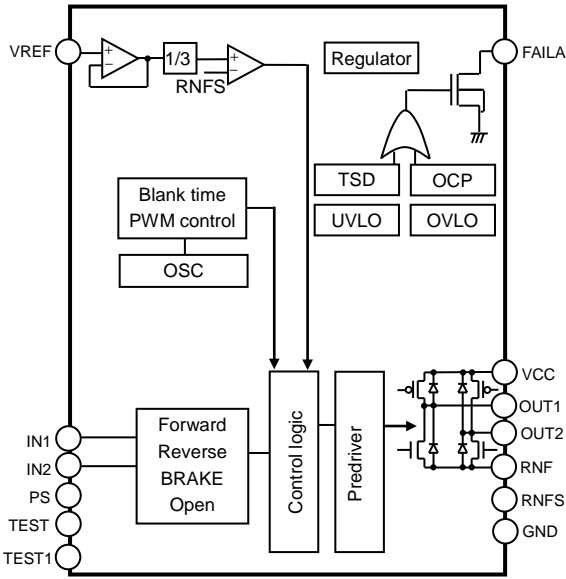 VREF
+
−
1/3
+
−
RNFS
Regulator
FAILA
TSD
OCP
UVLO
OVLO
Blank time
PWM control
OSC
VCC
OUT1
OUT2
RNF
RNFS
GND
IN1
IN2
PS
TEST
TEST1
Forward
Reverse
BRAKE
Open
Control logic
Predriver